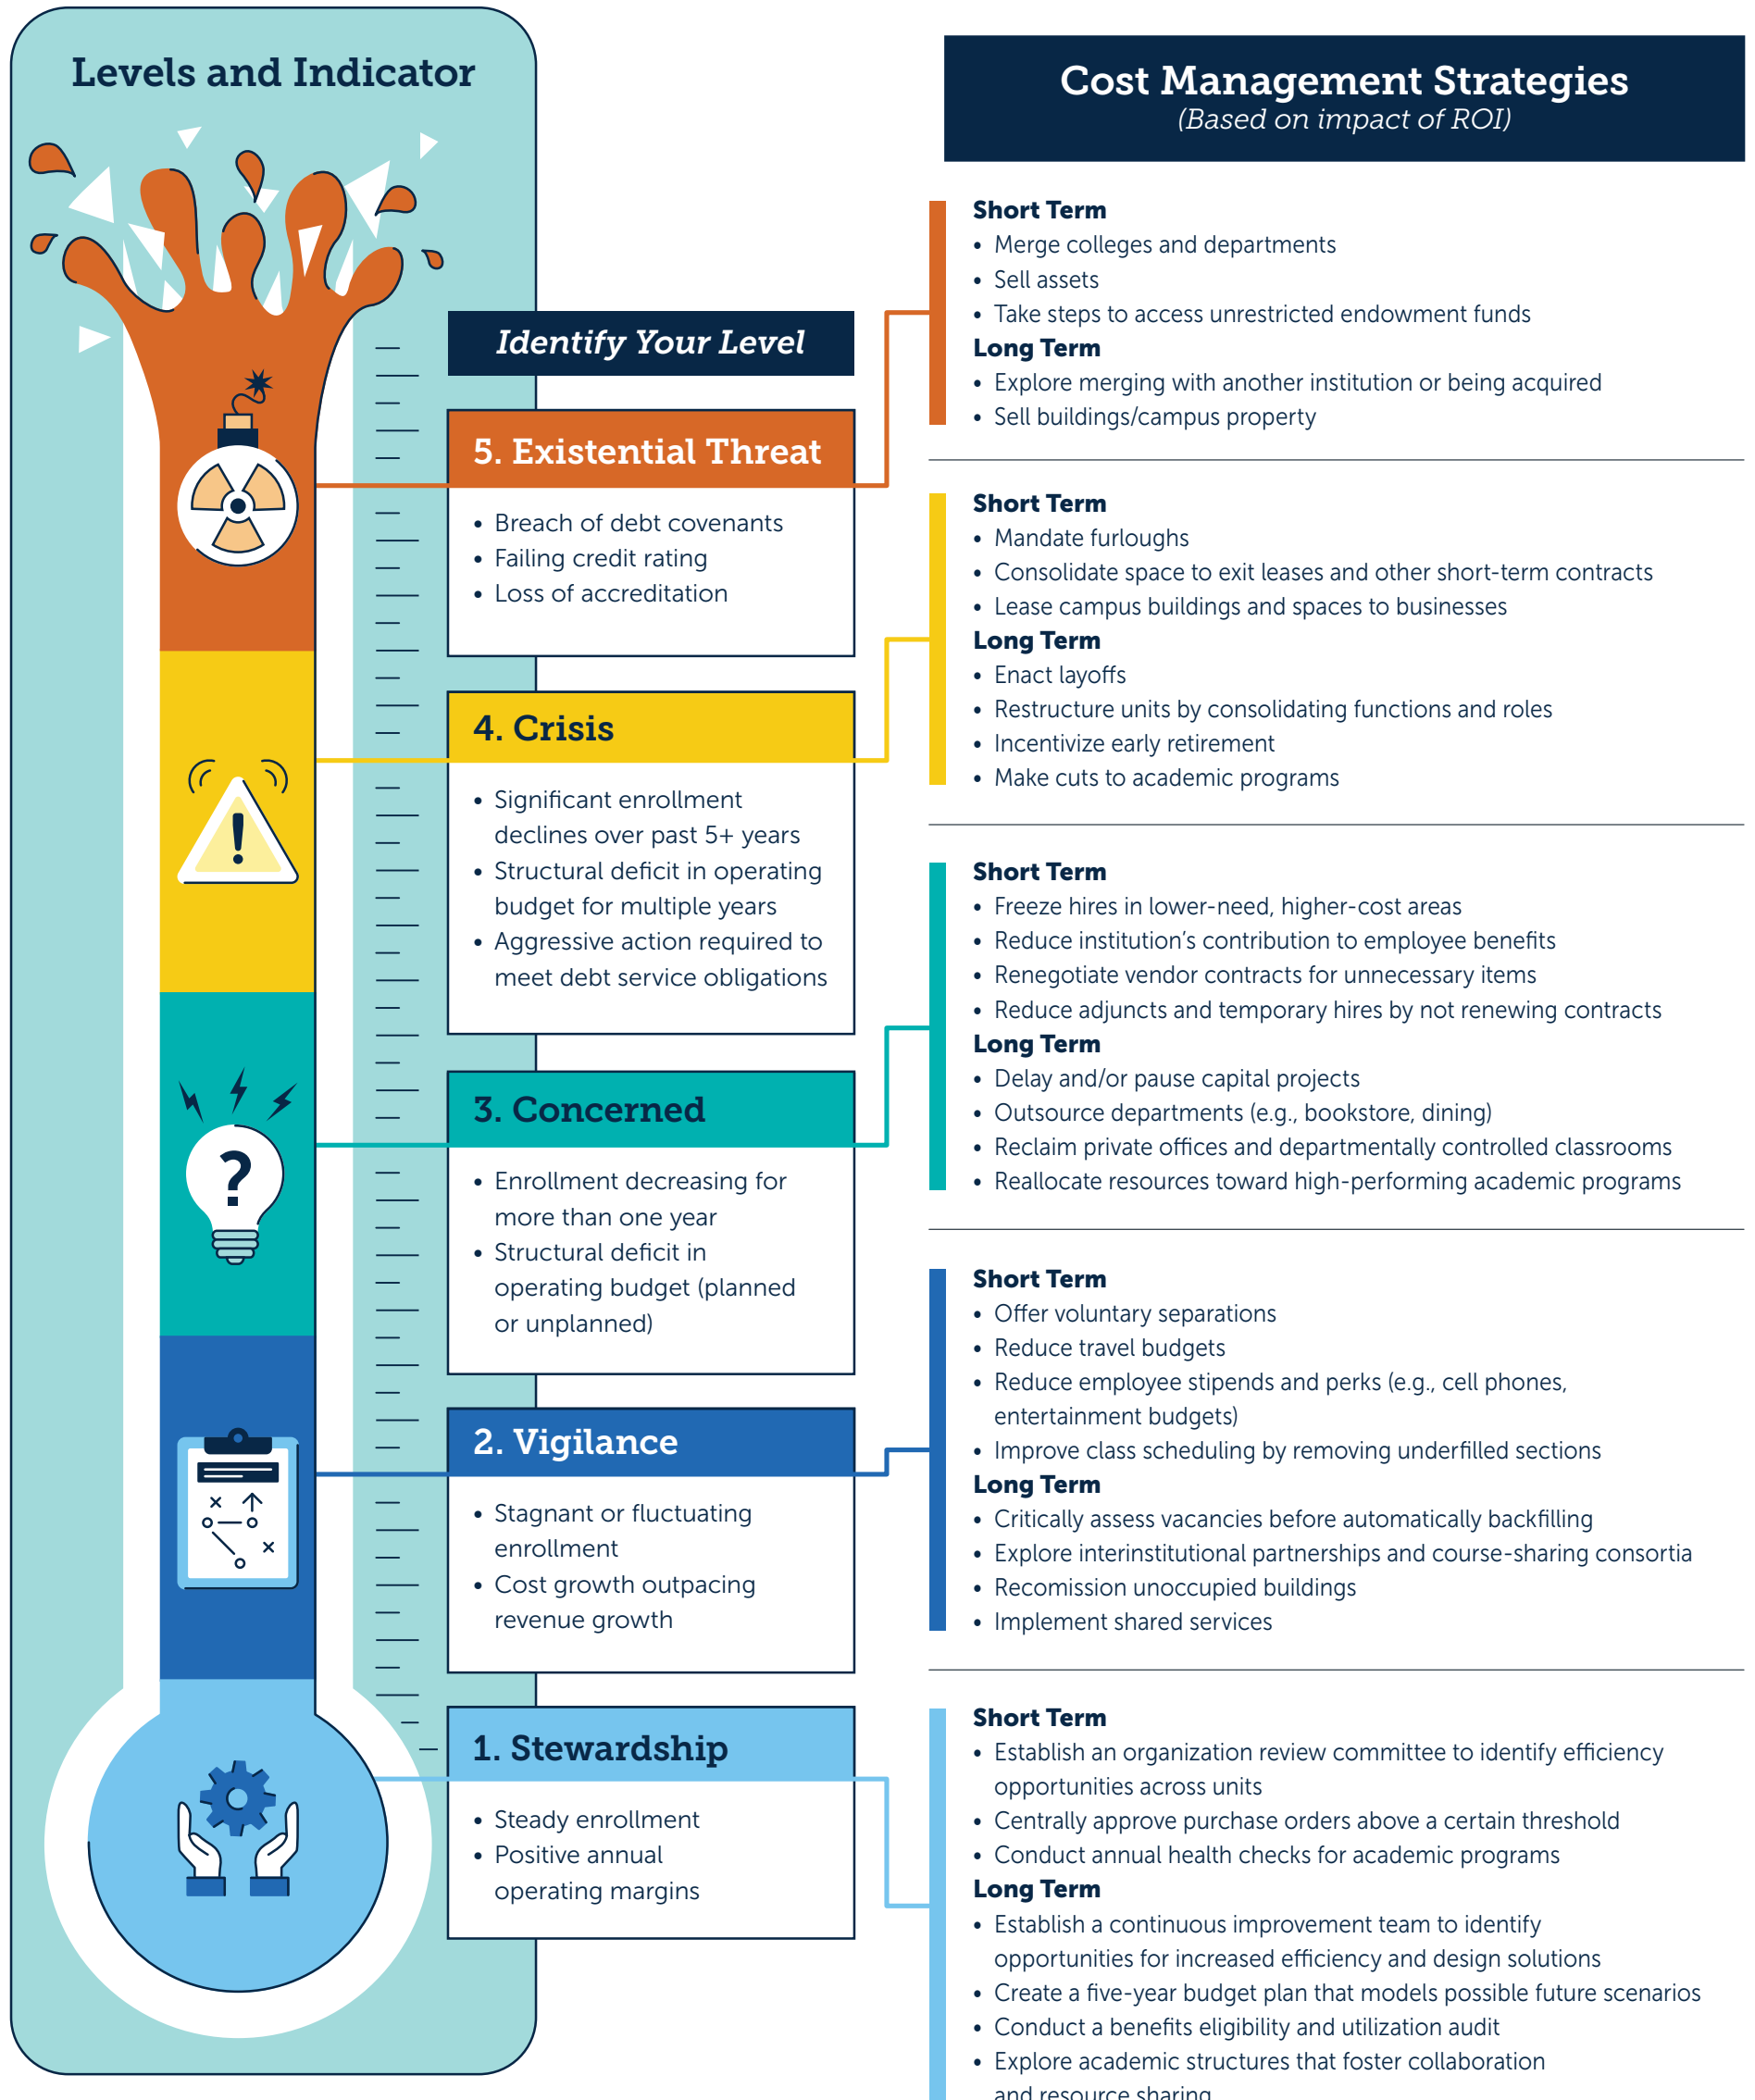 Levels and Indicator
Identify Your Level
5. Existential Threat
• Breach of debt covenants
• Failing credit rating
• Loss of accreditation
4. Crisis
• Significant enrollment
declines over past 5+ years
• Structural deficit in operating
budget for multiple years
• Aggressive action required to
meet debt service obligations
3. Concerned
• Enrollment decreasing for
more than one year
• Structural deficit in
operating budget (planned
or unplanned)
2. Vigilance
• Stagnant or fluctuating
enrollment
• Cost growth outpacing
revenue growth
1. Stewardship
• Steady enrollment
• Positive annual
operating margins
Cost Management Strategies
(Based on impact of ROI)
Short Term
• Merge colleges and departments
• Sell assets
• Take steps to access unrestricted endowment funds
Long Term
• Explore merging with another institution or being acquired
• Sell buildings/campus property
Short Term
• Mandate furloughs
• Consolidate space to exit leases and other short-term contracts
• Lease campus buildings and spaces to businesses
Long Term
• Enact layoffs
• Restructure units by consolidating functions and roles
• Incentivize early retirement
• Make cuts to academic programs
Short Term
• Freeze hires in lower-need, higher-cost areas
• Reduce institution’s contribution to employee benefits
• Renegotiate vendor contracts for unnecessary items
• Reduce adjuncts and temporary hires by not renewing contracts
Long Term
• Delay and/or pause capital projects
• Outsource departments (e.g., bookstore, dining)
• Reclaim private offices and departmentally controlled classrooms
• Reallocate resources toward high-performing academic programs
Short Term
• Offer voluntary separations
• Reduce travel budgets
• Reduce employee stipends and perks (e.g., cell phones,
entertainment budgets)
• Improve class scheduling by removing underfilled sections
Long Term
• Critically assess vacancies before automatically backfilling
• Explore interinstitutional partnerships and course-sharing consortia
• Recomission unoccupied buildings
• Implement shared services
Short Term
• Establish an organization review committee to identify efficiency
opportunities across units
• Centrally approve purchase orders above a certain threshold
• Conduct annual health checks for academic programs
Long Term
• Establish a continuous improvement team to identify
opportunities for increased efficiency and design solutions
• Create a five-year budget plan that models possible future scenarios
• Conduct a benefits eligibility and utilization audit
• Explore academic structures that foster collaboration
and resource sharing